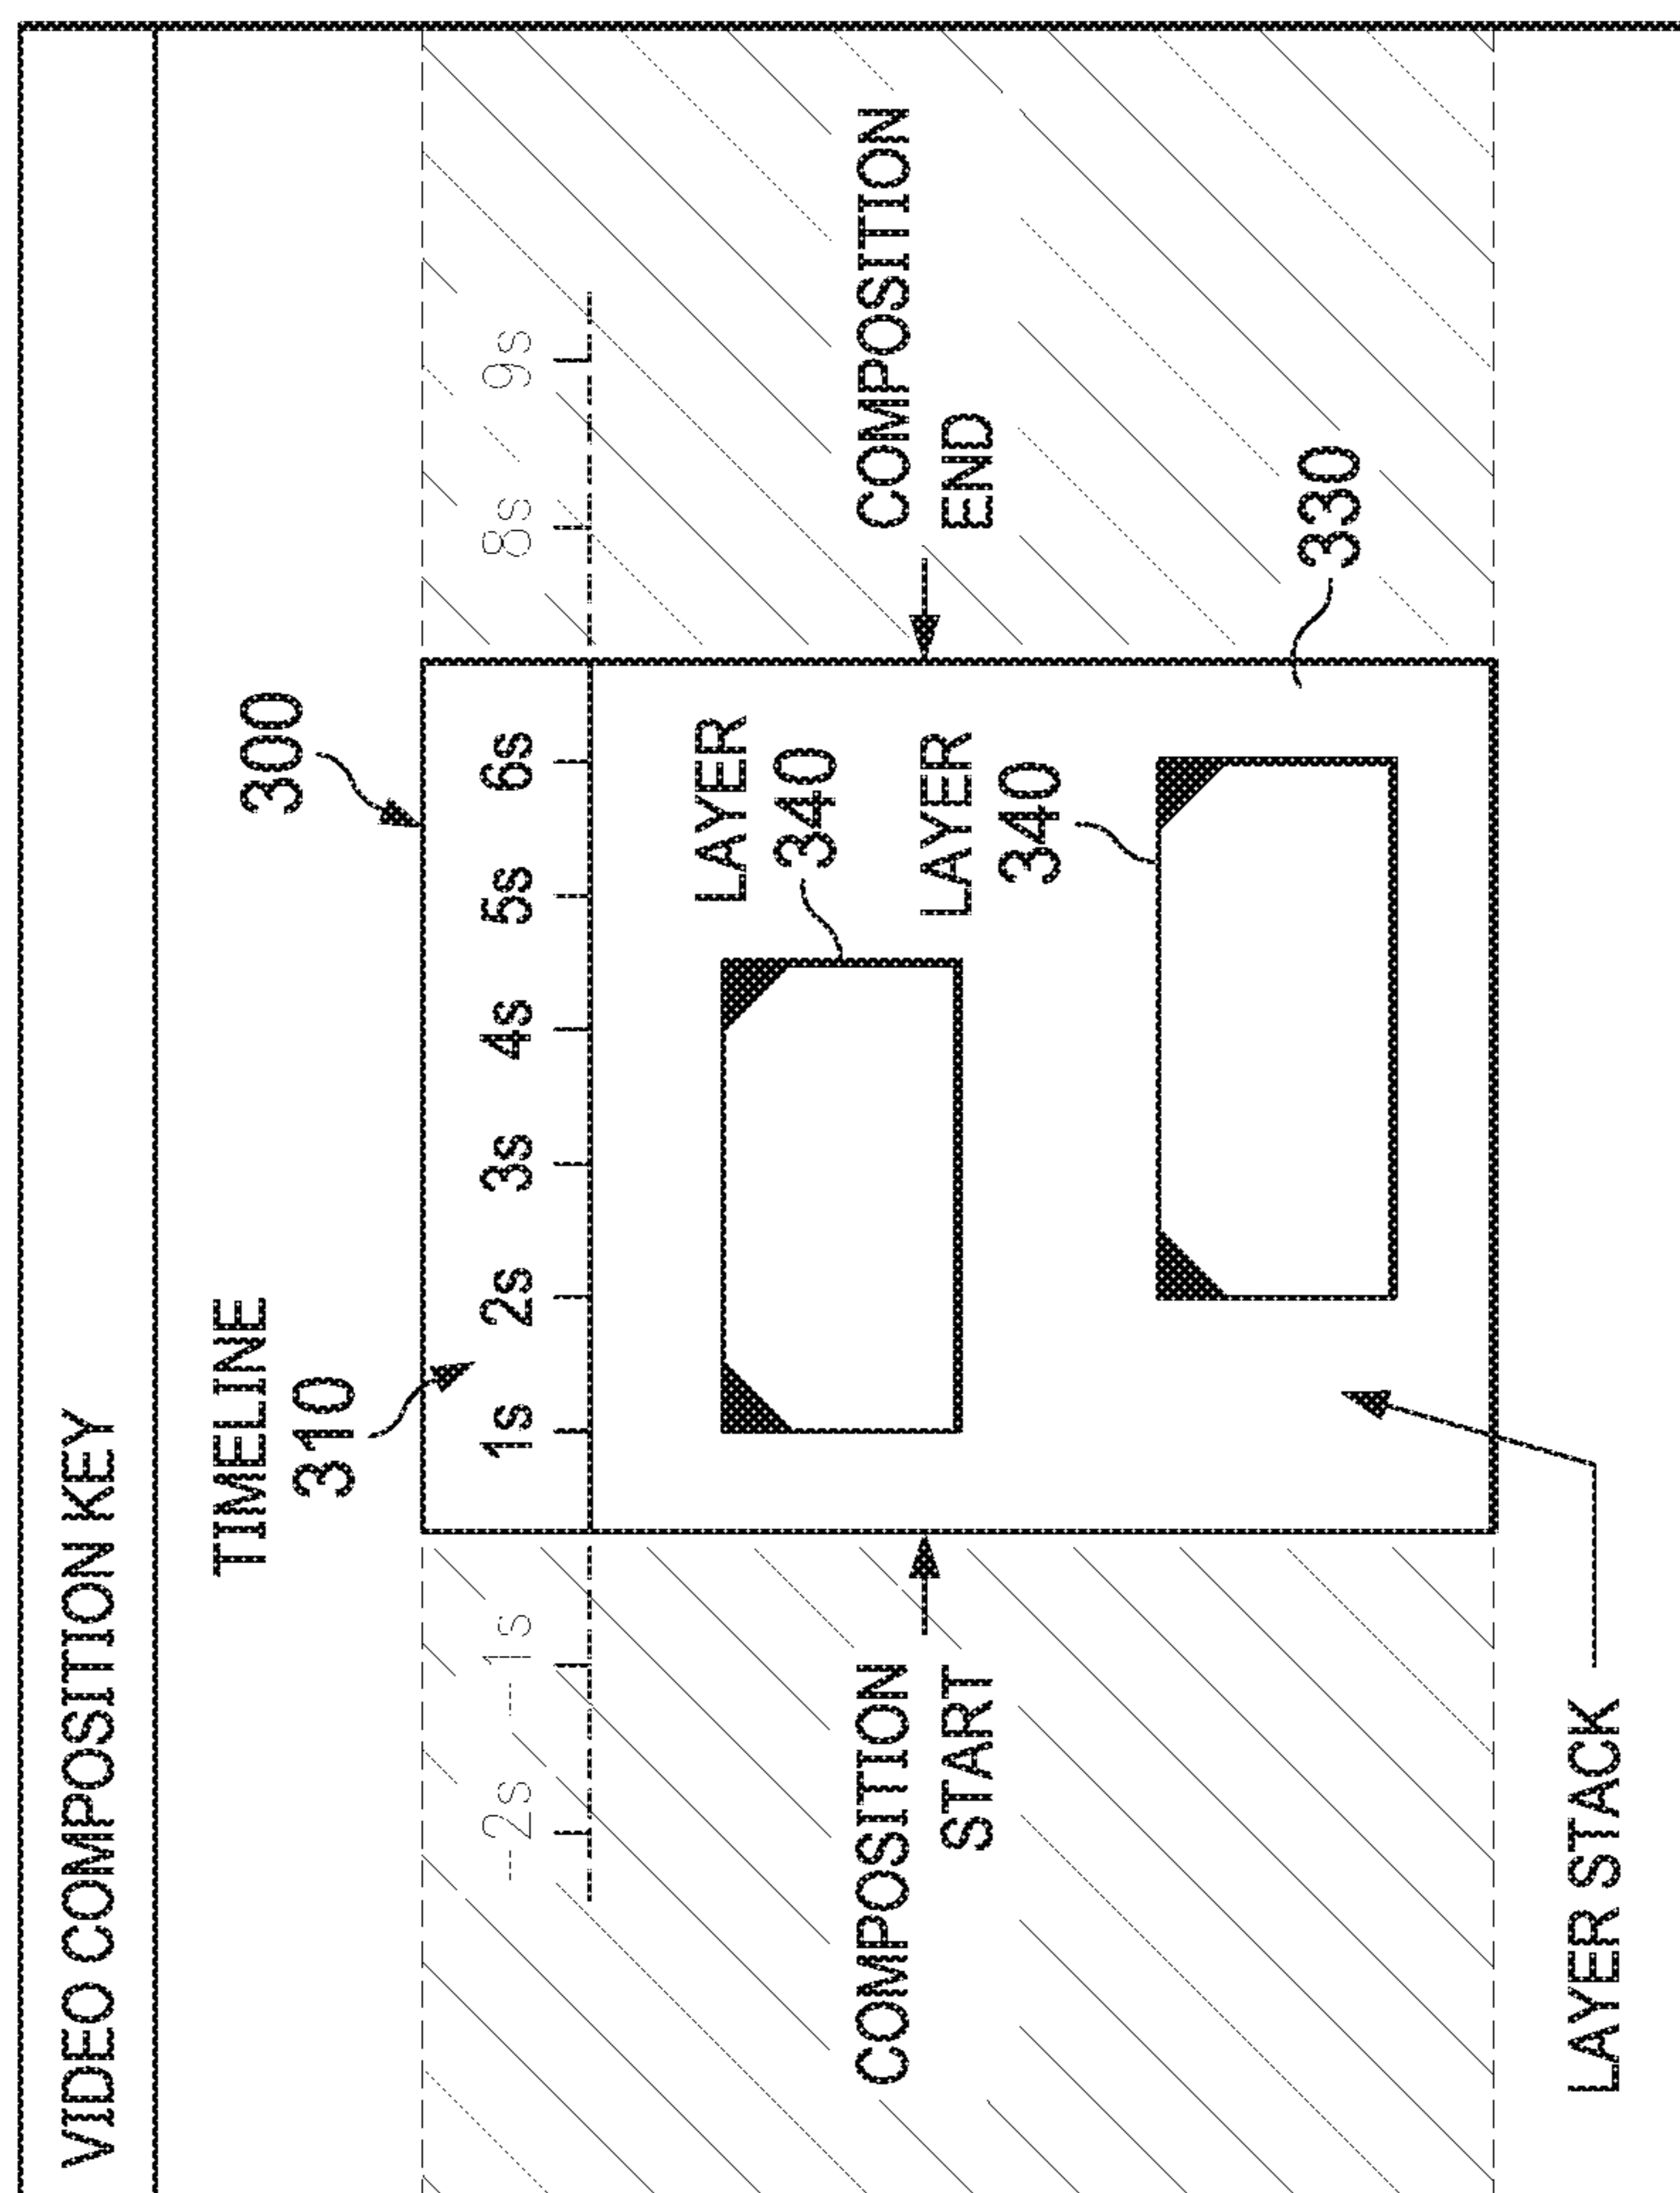 VIDEO COMPOSITION KEY
TIMELINE
310
300
--2s
--1s
1s
2s
3s
4s
5s
6s
8s
9s
LAYER
340
COMPOSITION
START
COMPOSITION
END
LAYER
340
330
LAYER STACK